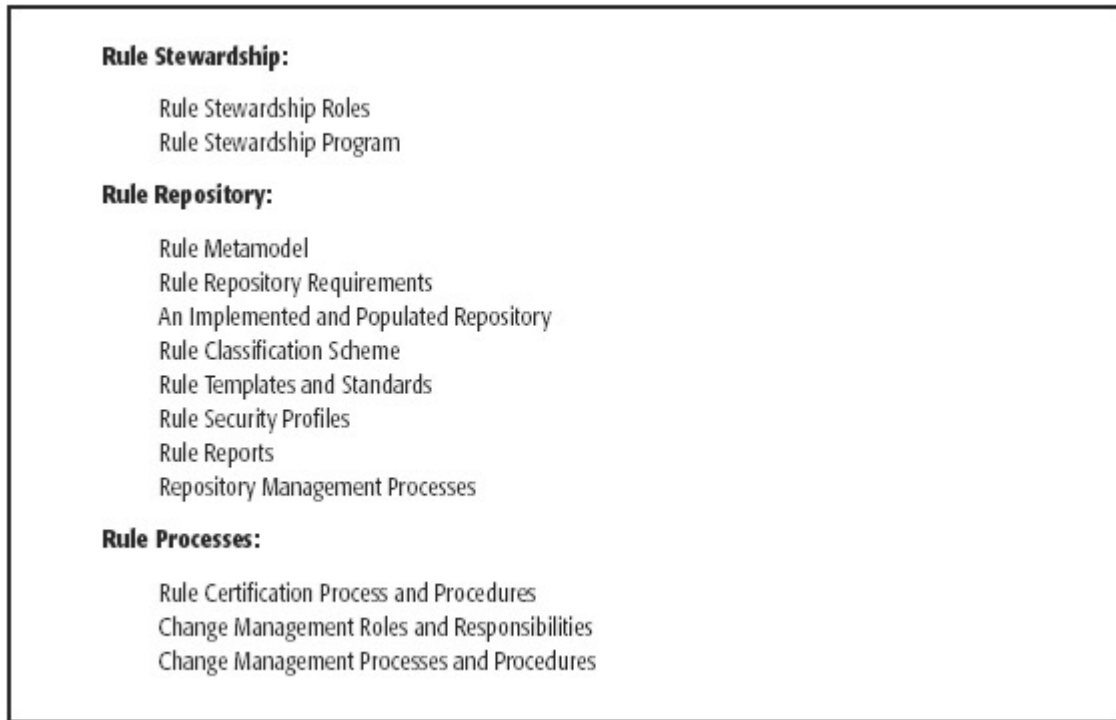 Rule Stewardship:
Rule Stewardship Roles
Rule Stewardship Program
Rule Repository:
Rule Metamodel
Rule Repository Requirements
An Implemented and Populated Repository
Rule Classification Scheme
Rule Templates and Standards
Rule Security Profiles
Rule Reports
Repository Management Processes
Rule Processes:
Rule Certification Process and Procedures
Change Management Roles and Responsibilities
Change Management Processes and Procedures